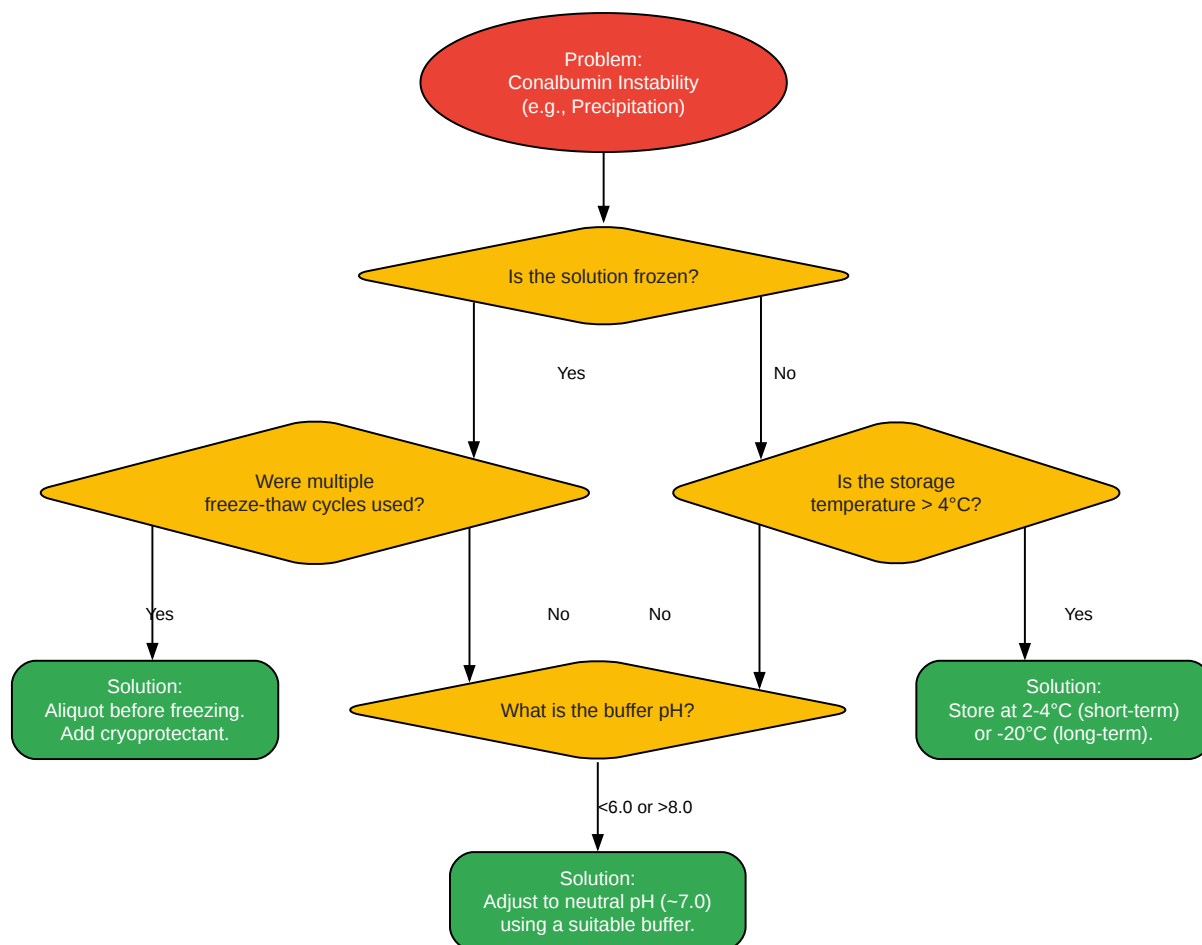 Problem:
Conalbumin Instability
(e.g., Precipitation)
Is the solution frozen?
Yes
No
Were multiple
freeze-thaw cycles used?
Is the storage
temperature > 4°C?
Yes
No
No
Yes
Solution:
Aliquot before freezing.
Add cryoprotectant.
What is the buffer pH?
Solution:
Store at 2-4°C (short-term)
or -20°C (long-term).
<6.0 or >8.0
Solution:
Adjust to neutral pH (~7.0)
using a suitable buffer.